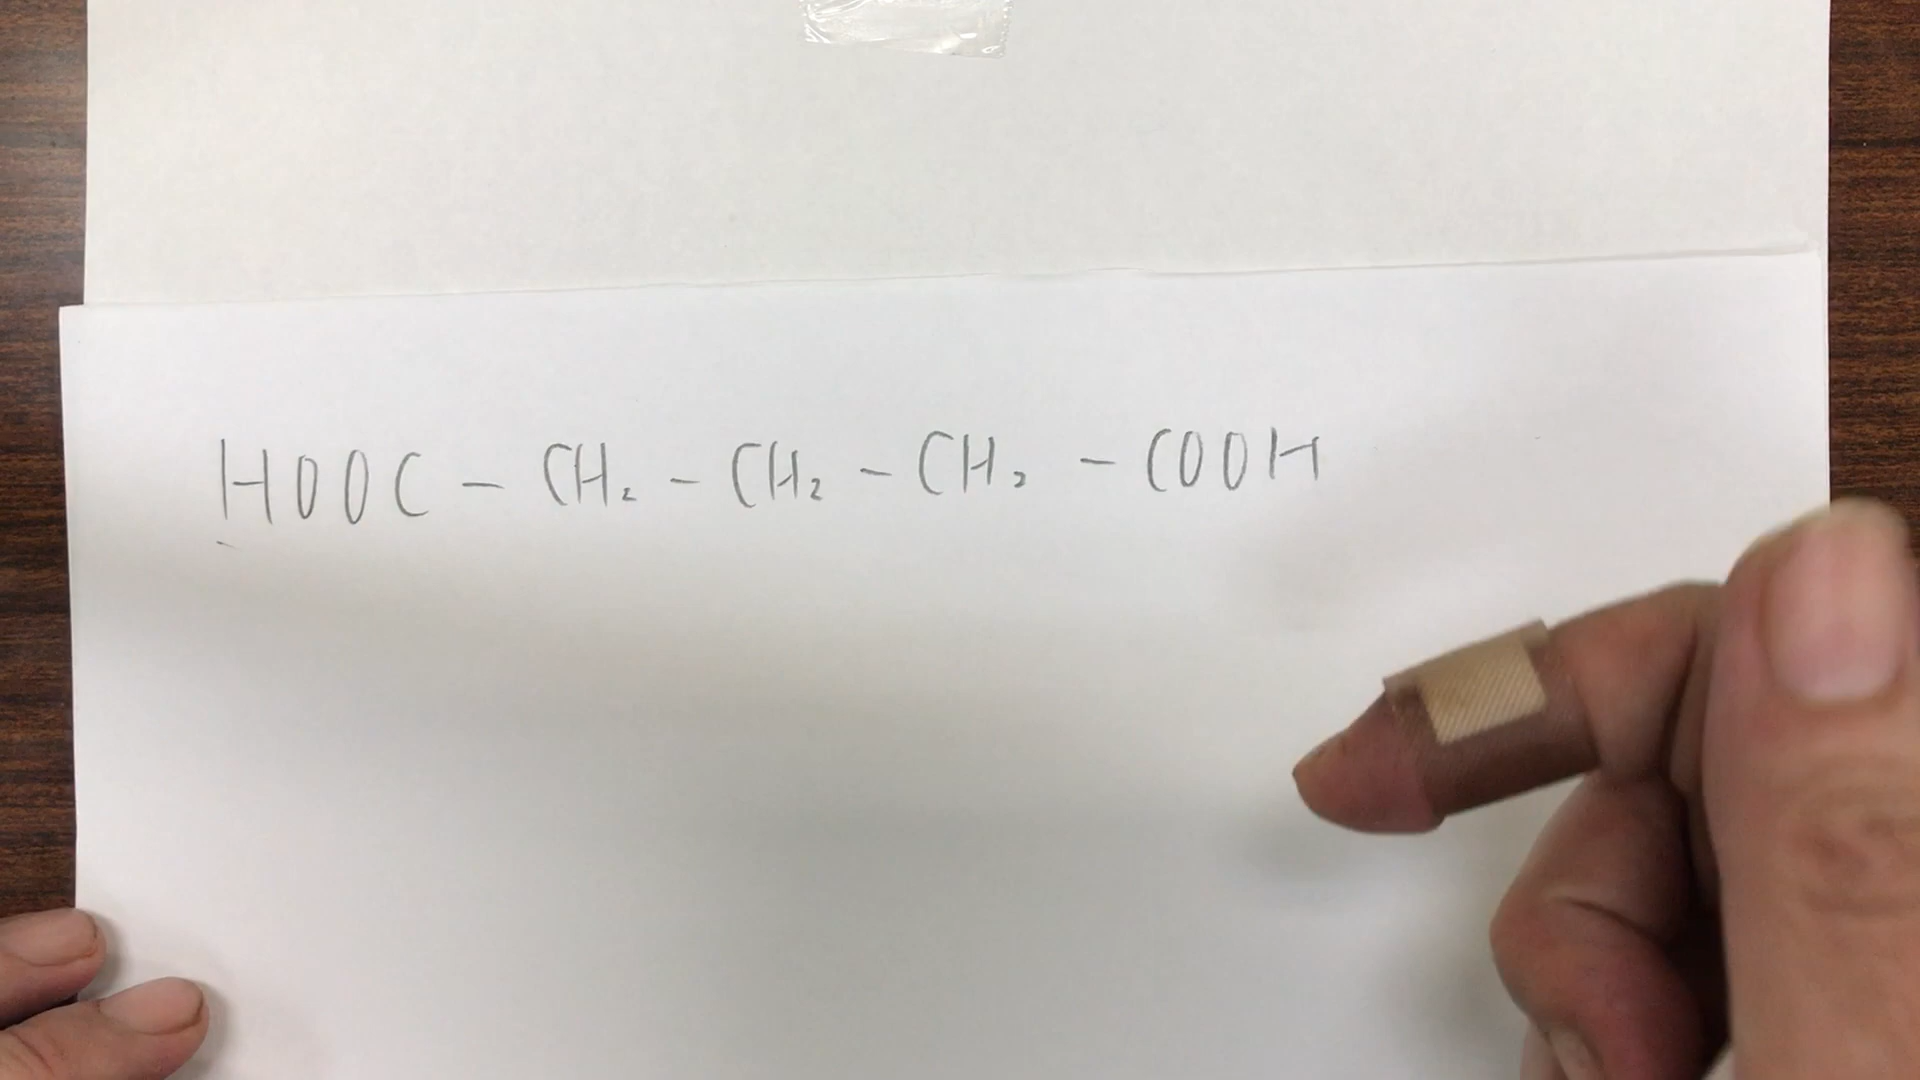 HOOC - CH₂ - CH₂ - CH₂ - COOH